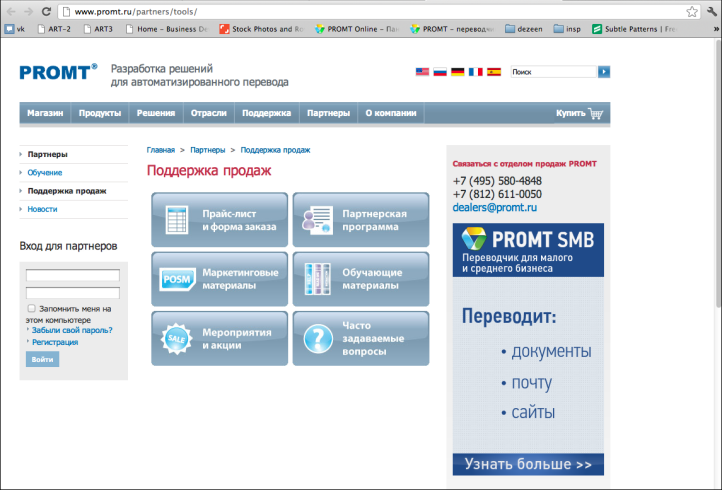 www.promt.ru/partners/tools/
vk ART-2 ART3 Home - Business De Stock Photos and Ro PROMT Online - Пан PROMT - переводчи dezeen insp Subtle Patterns | Free
PROMT®
Разработка решений
для автоматизированного перевода
Поиск
Магазин Продукты Решения Отрасли Поддержка Партнеры О компании Купить
Партнеры
Обучение
Поддержка продаж
Новости
Вход для партнеров
Запомнить меня на
этом компьютере
Забыли свой пароль?
Регистрация
Войти
Главная > Партнеры > Поддержка продаж
Поддержка продаж
Прайс-лист
и форма заказа
Партнерская
программа
POSM
Маркетинговые
материалы
Обучающие
материалы
SALE
Мероприятия
и акции
?
Часто
задаваемые
вопросы
Связаться с отделом продаж PROMT
+7 (495) 580-4848
+7 (812) 611-0050
dealers@promt.ru
PROMT SMB
Переводчик для малого
и среднего бизнеса
Переводит:
• документы
• почту
• сайты
Узнать больше >>